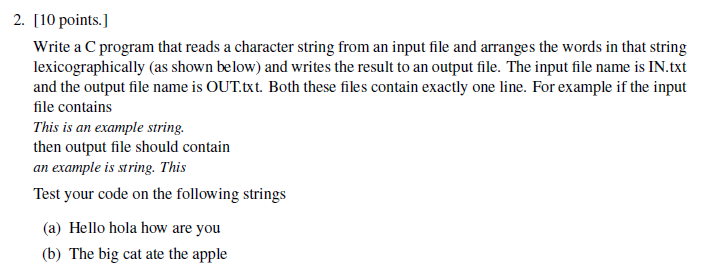 2. [10 points.]
Write a C program that reads a character string from an input file and arranges the words in that string
lexicographically (as shown below) and writes the result to an output file. The input file name is IN.txt
and the output file name is OUT.txt. Both these files contain exactly one line. For example if the input
file contains
This is an example string.
then output file should contain
an example is string. This
Test your code on the following strings
(a) Hello hola how are you
(b) The big cat ate the apple